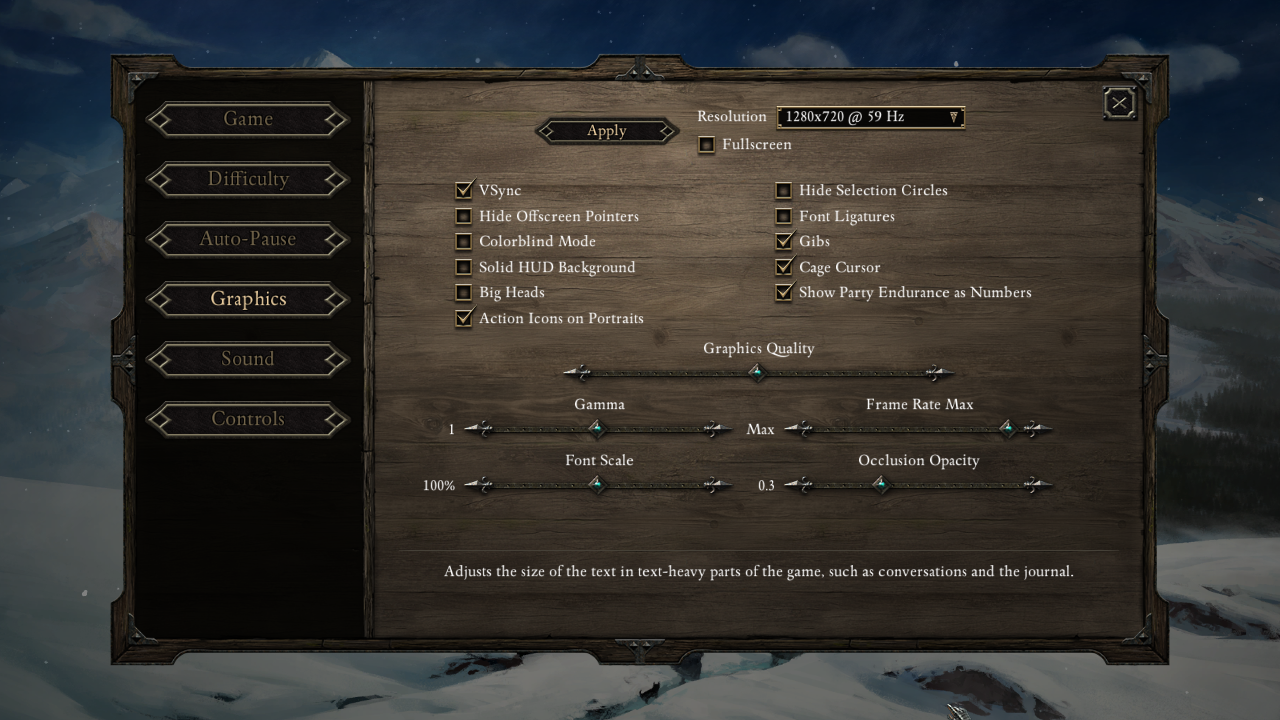 Game
Difficulty
Auto-Pause
Graphics
Sound
Controls
Apply
Resolution 1280x720 @ 59 Hz
Fullscreen
VSync
Hide Offscreen Pointers
Colorblind Mode
Solid HUD Background
Big Heads
Action Icons on Portraits
Hide Selection Circles
Font Ligatures
Gibs
Cage Cursor
Show Party Endurance as Numbers
Graphics Quality
Gamma
1
Frame Rate Max
Max
Font Scale
100%
Occlusion Opacity
0.3
Adjusts the size of the text in text-heavy parts of the game, such as conversations and the journal.